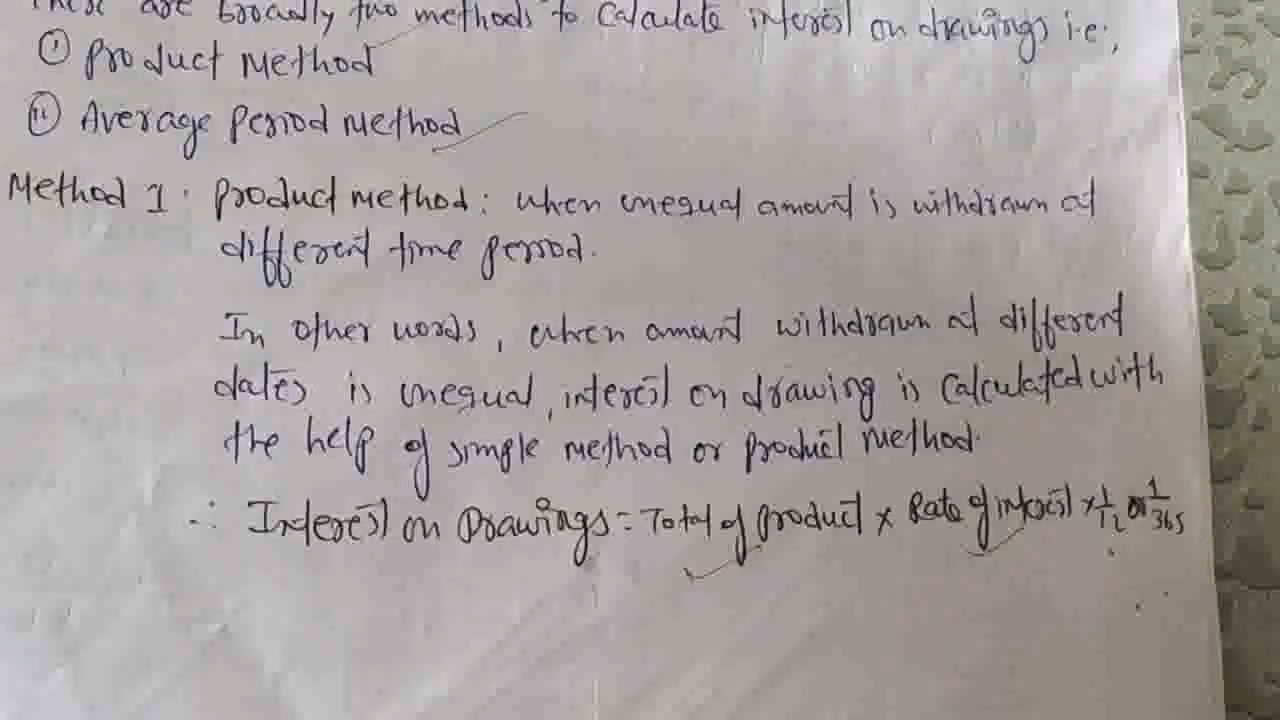 These are broadly two methods to calculate interest on drawings i.e.,
(i) Product Method
(ii) Average Period Method
Method 1. Product method: when unequal amount is withdrawn at
different time period.
In other words, when amount withdrawn at different
dates is unequal, interest on drawing is calculated with
the help of simple method or product method.
∴ Interest on Drawings = Total of product × Rate of interest × 1/12 or 1/365